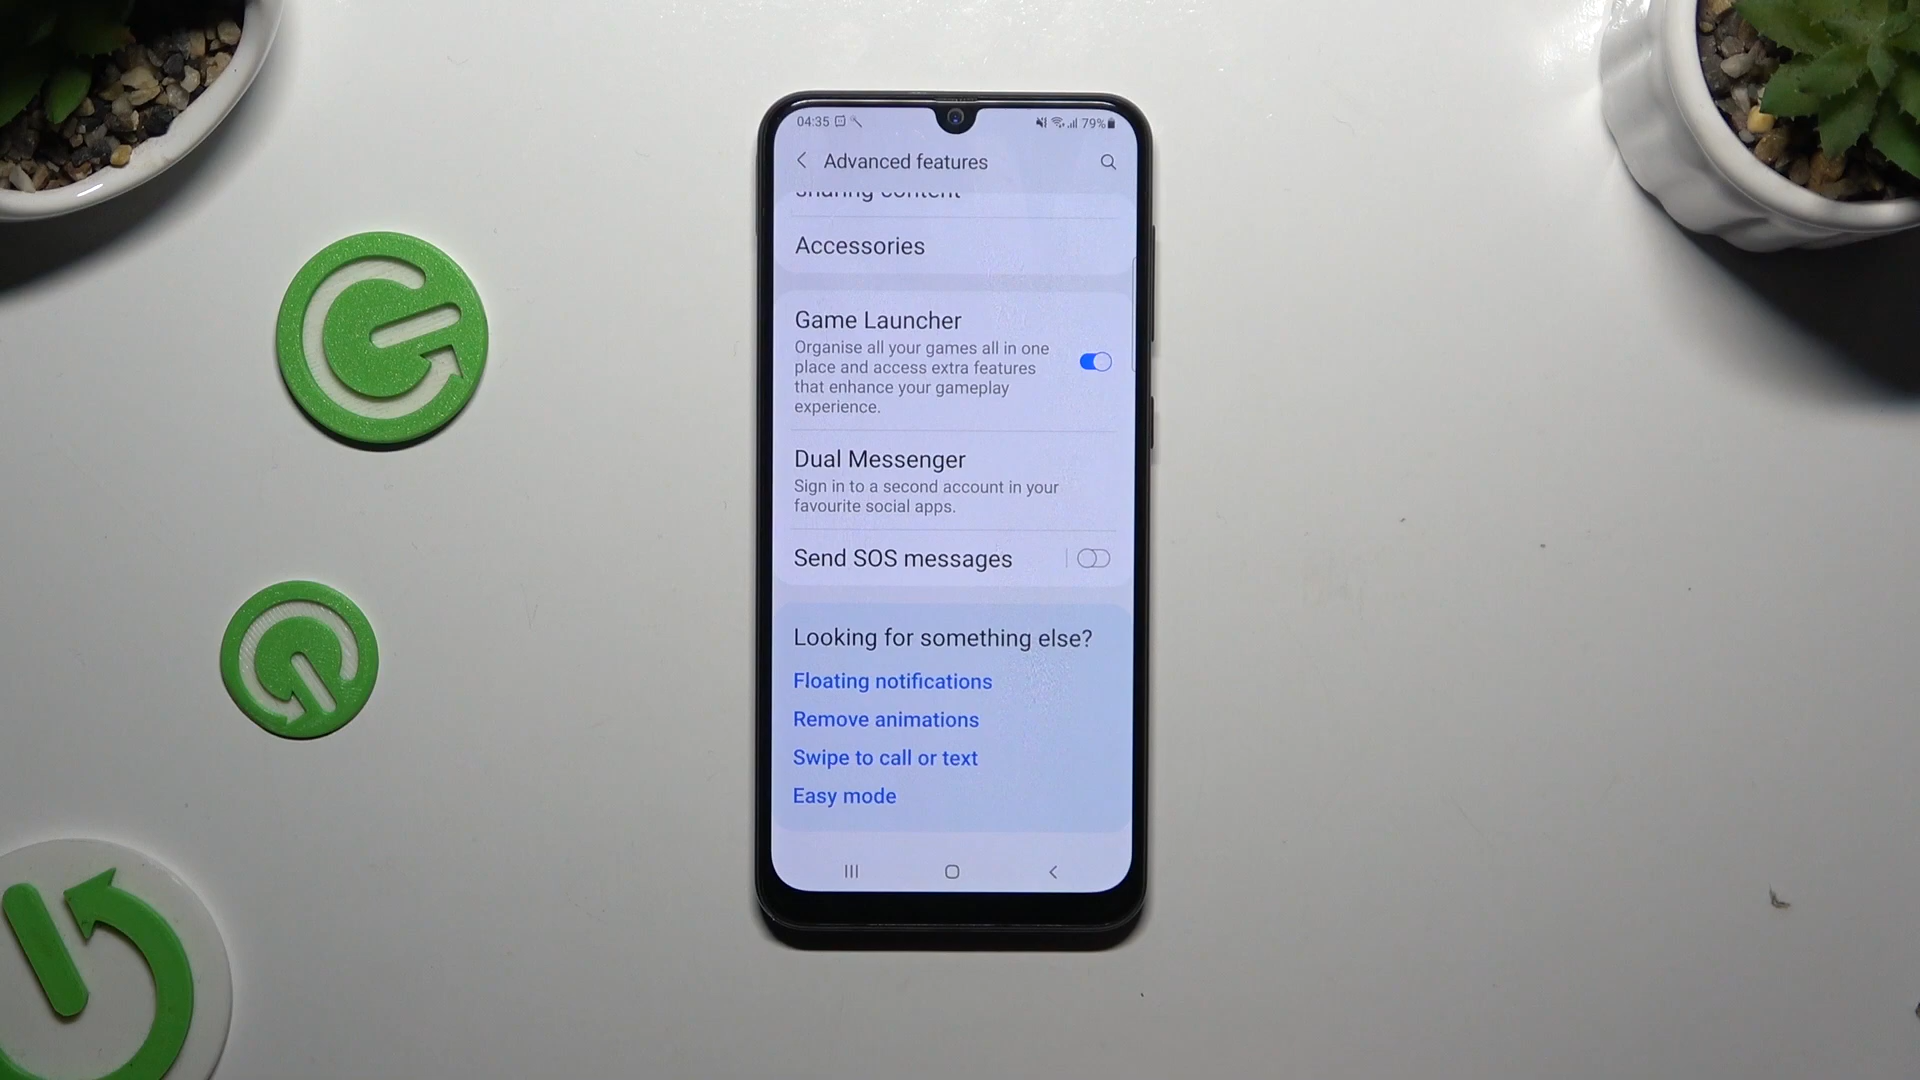 04:35
79%
Advanced features
sharing content
Accessories
Game Launcher
Organise all your games all in one
place and access extra features
that enhance your gameplay
experience.
Dual Messenger
Sign in to a second account in your
favourite social apps.
Send SOS messages
Looking for something else?
Floating notifications
Remove animations
Swipe to call or text
Easy mode